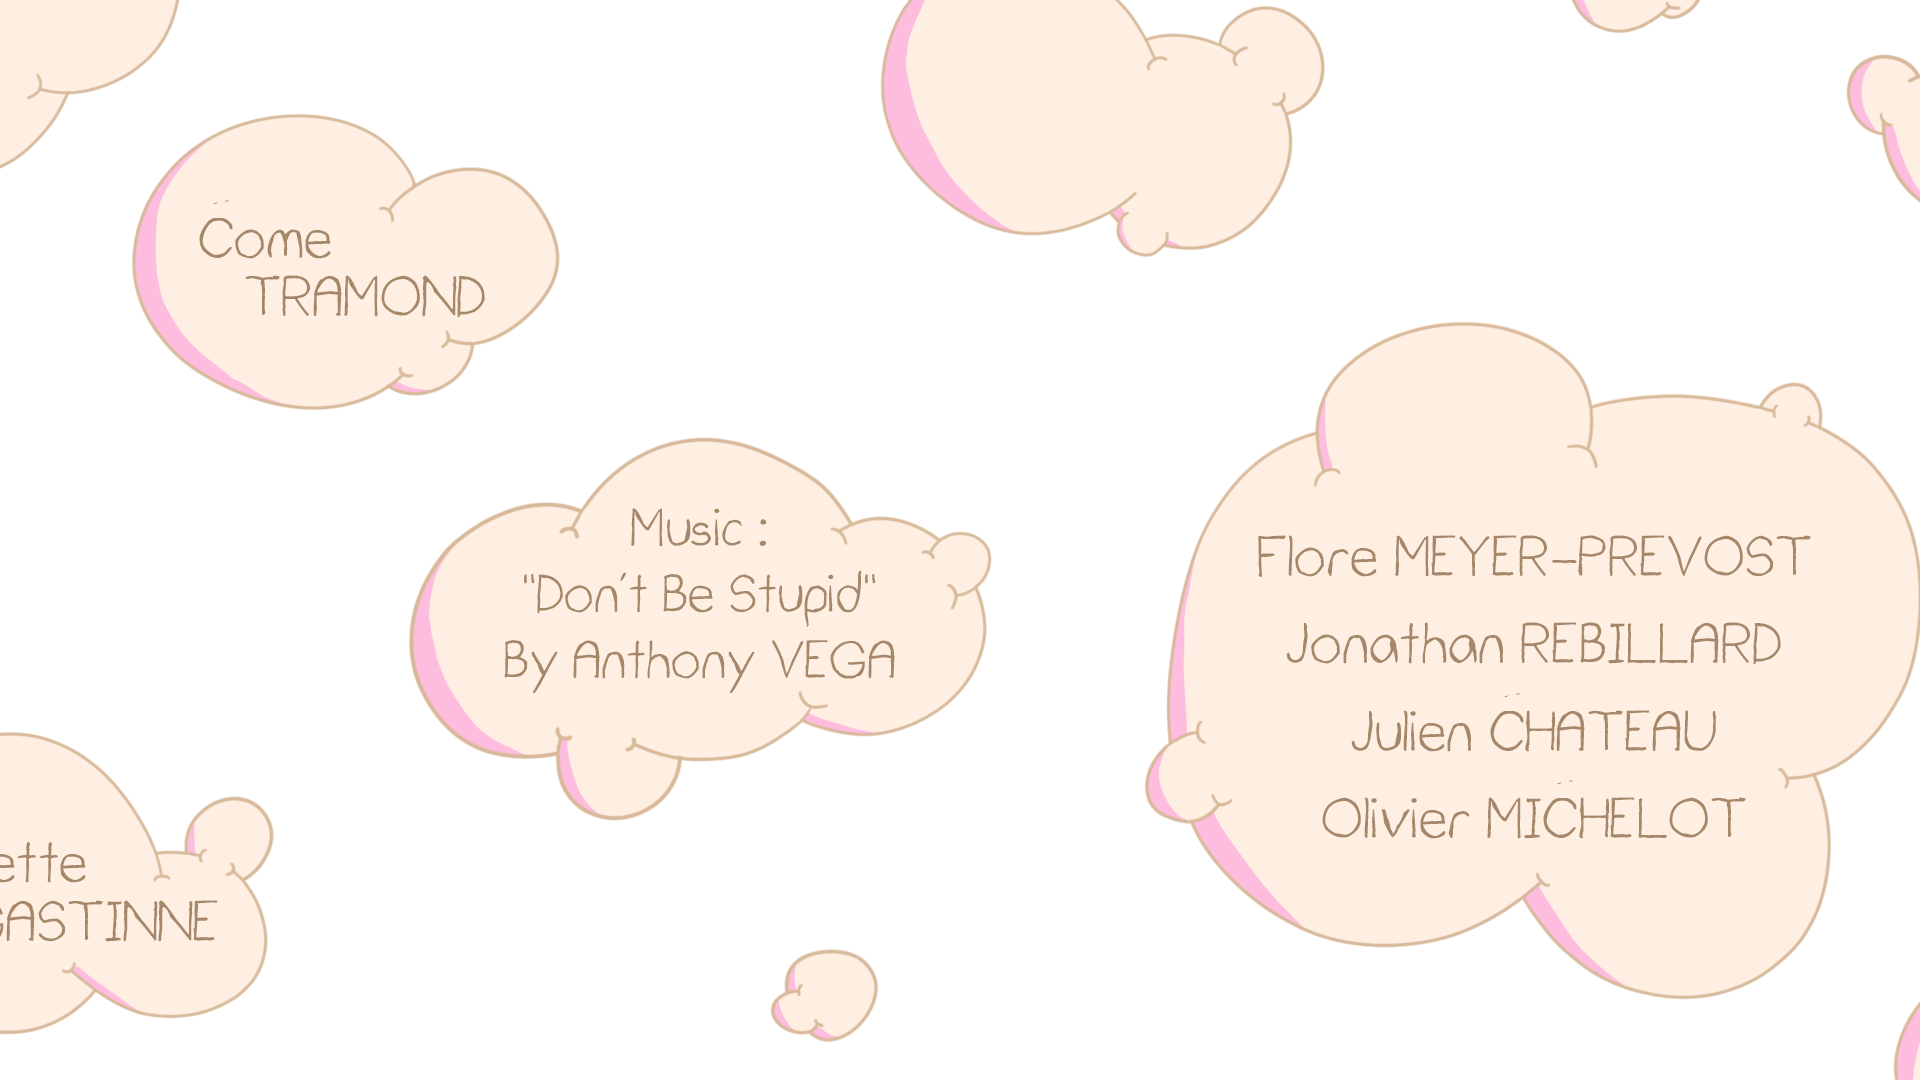 Come
TRAMOND
Music :
"Don't Be Stupid"
By Anthony VEGA
Flore MEYER-PREVOST
Jonathan REBILLARD
Julien CHATEAU
Olivier MICHELOT
ette
GASTINNE